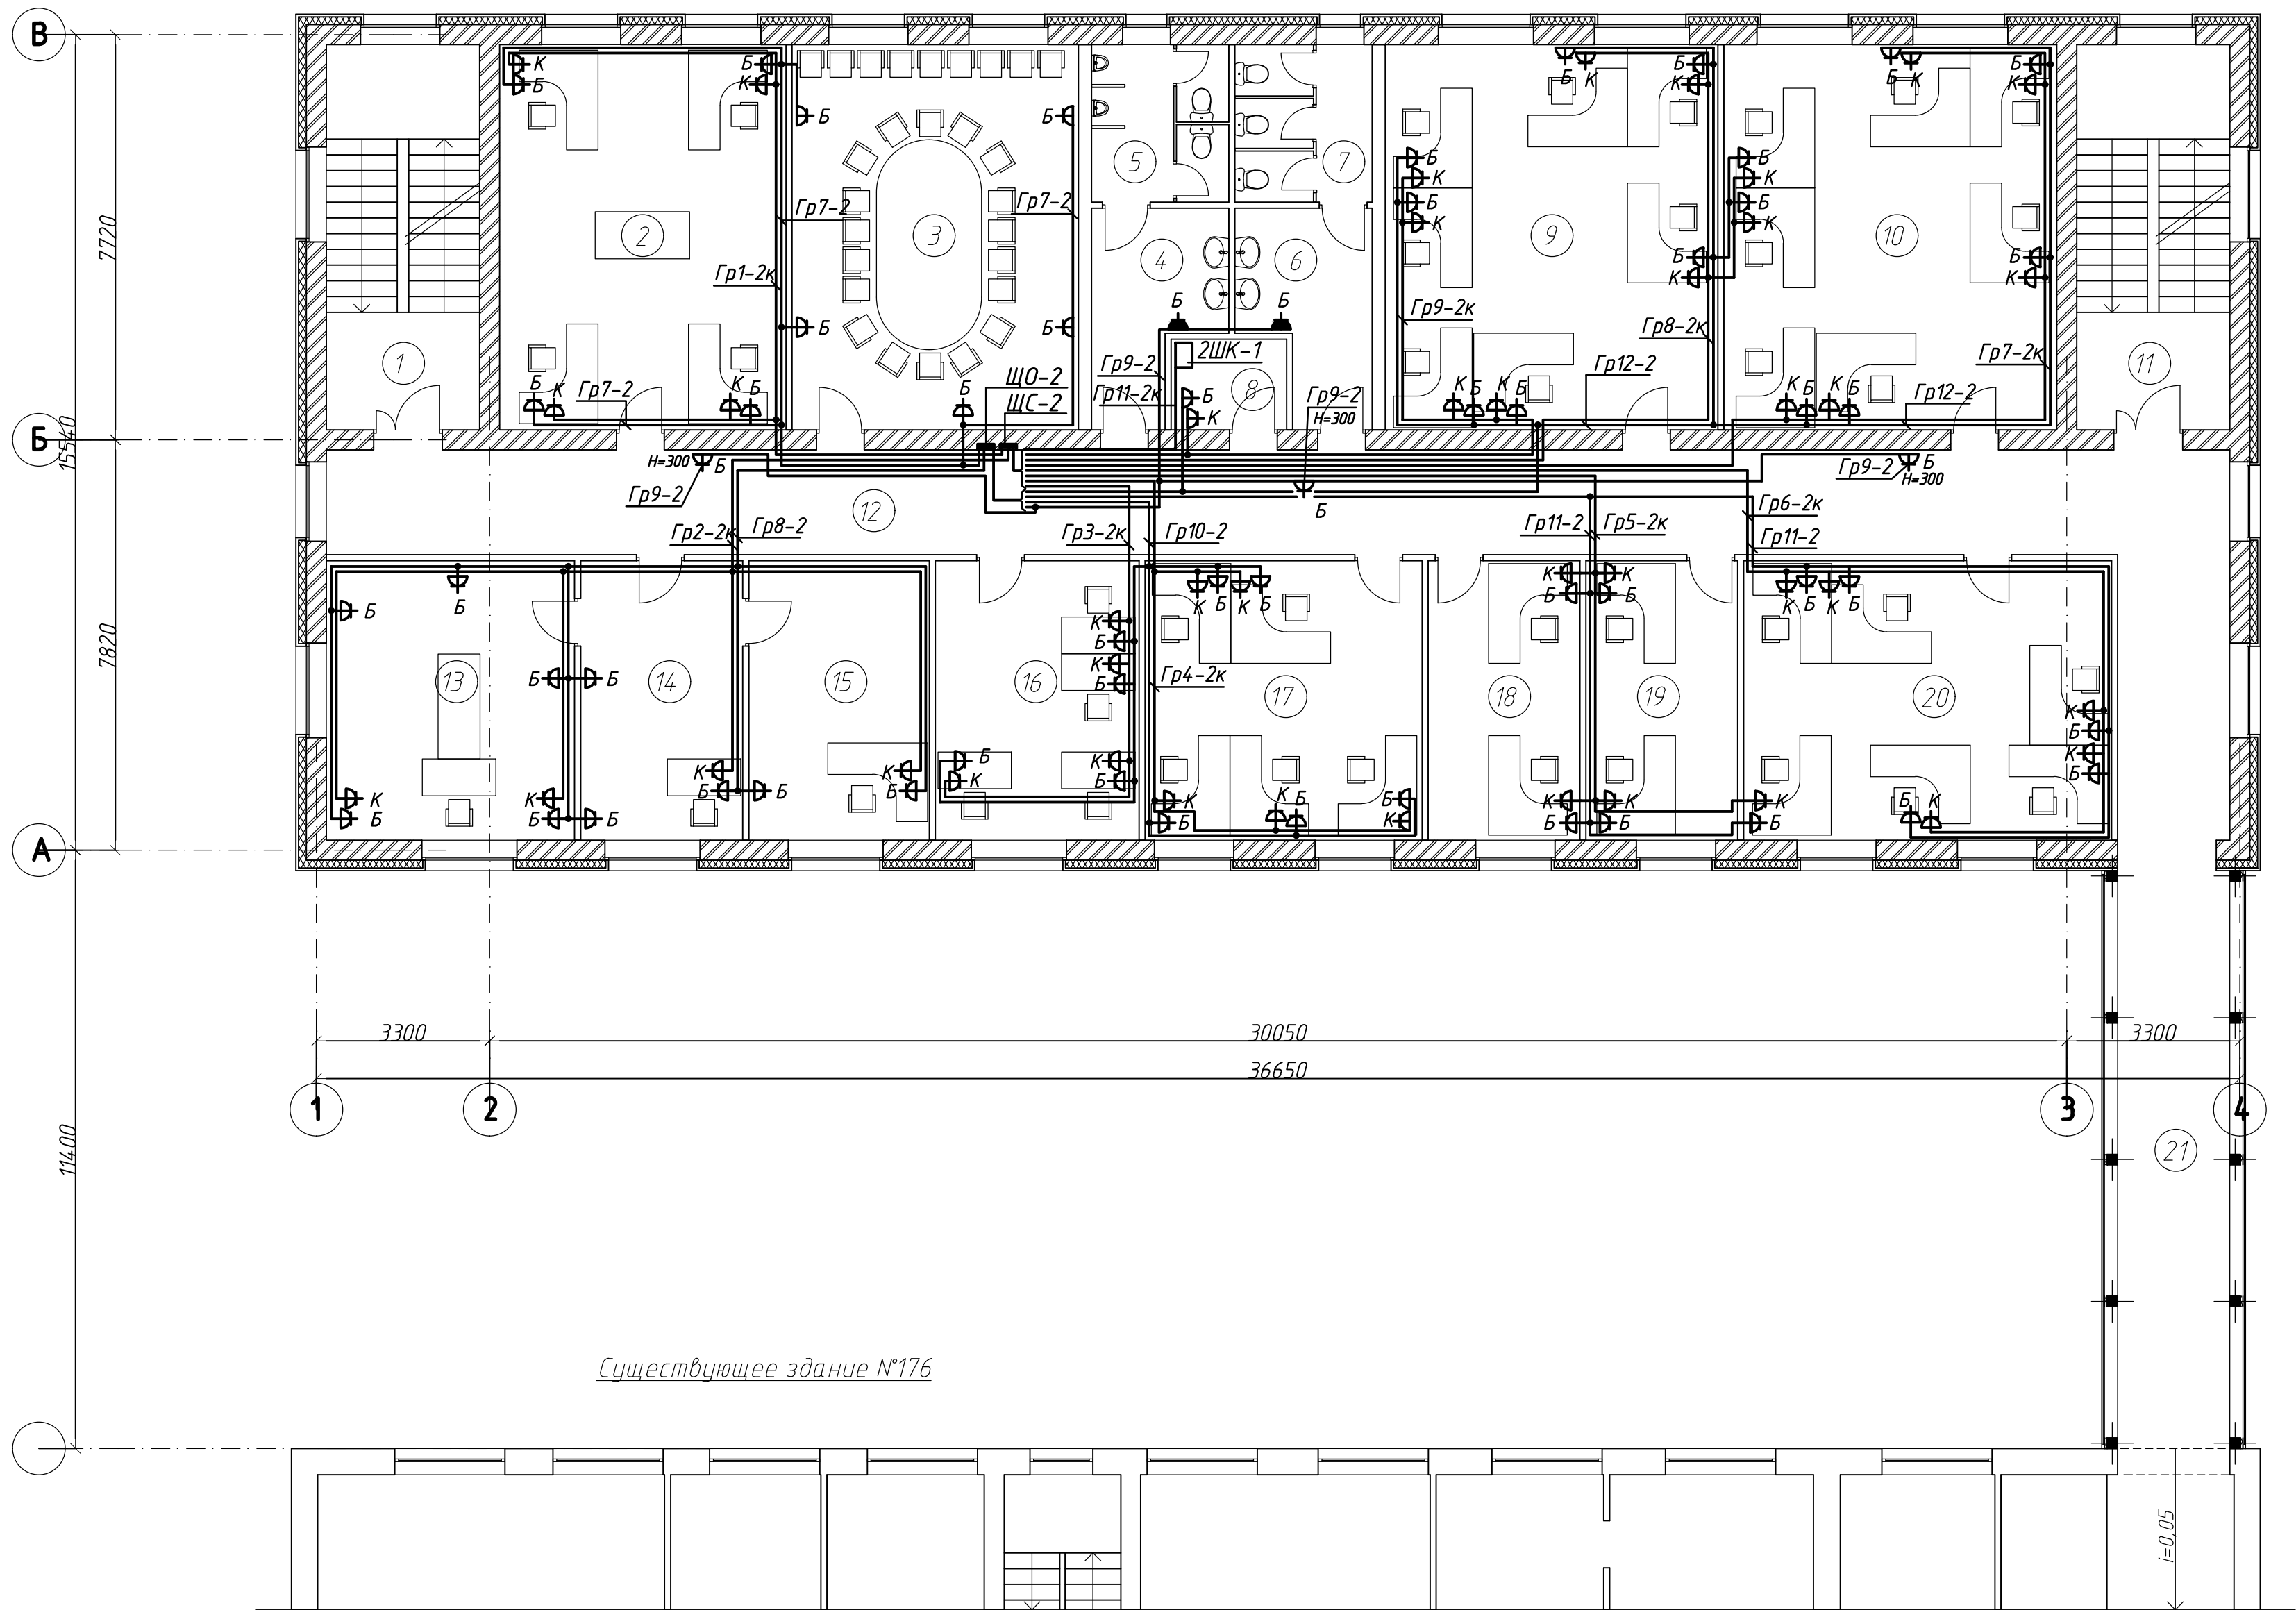 В
К
Б
Б
К
Б
Б
К
Б
К
Б
К
Б
К
Б
К
7720
2
3
5
7
9
10
Б
К
Б
К
Б
К
Б
К
Гр7-2
Гр7-2
4
6
Гр1-2к
Б
К
Б
К
Б
Б
Б
Б
Гр9-2к
Гр8-2к
Гр7-2к
1
11
2ШК-1
Гр9-2
ЩО-2
8
Гр12-2
Гр11-2к
Гр9-2
Н=300
Гр12-2
Б
К
Гр7-2
К
Б
Б
ЩС-2
Б
К
К
Б
К
Б
К
Б
К
Б
Б
15540
Н=300
Б
Гр9-2
Гр9-2
Б
Н=300
12
Б
Гр2-2к
Гр8-2
Гр3-2к
Гр10-2
Гр11-2
Гр5-2к
Гр6-2к
Гр11-2
7820
Б
Б
К
Б
К
Б
К
Б
К
Б
К
Б
К
Б
К
Б
К
Б
Б
Б
13
14
15
16
17
18
19
20
Гр4-2к
К
Б
К
Б
К
Б
К
Б
К
Б
К
Б
Б
К
К
Б
К
Б
К
Б
Б
К
Б
К
Б
К
Б
Б
К
К
Б
К
Б
К
Б
Б
К
А
3300
30050
3300
36650
1
2
3
4
11400
21
Существующее здание №176
i=0,05